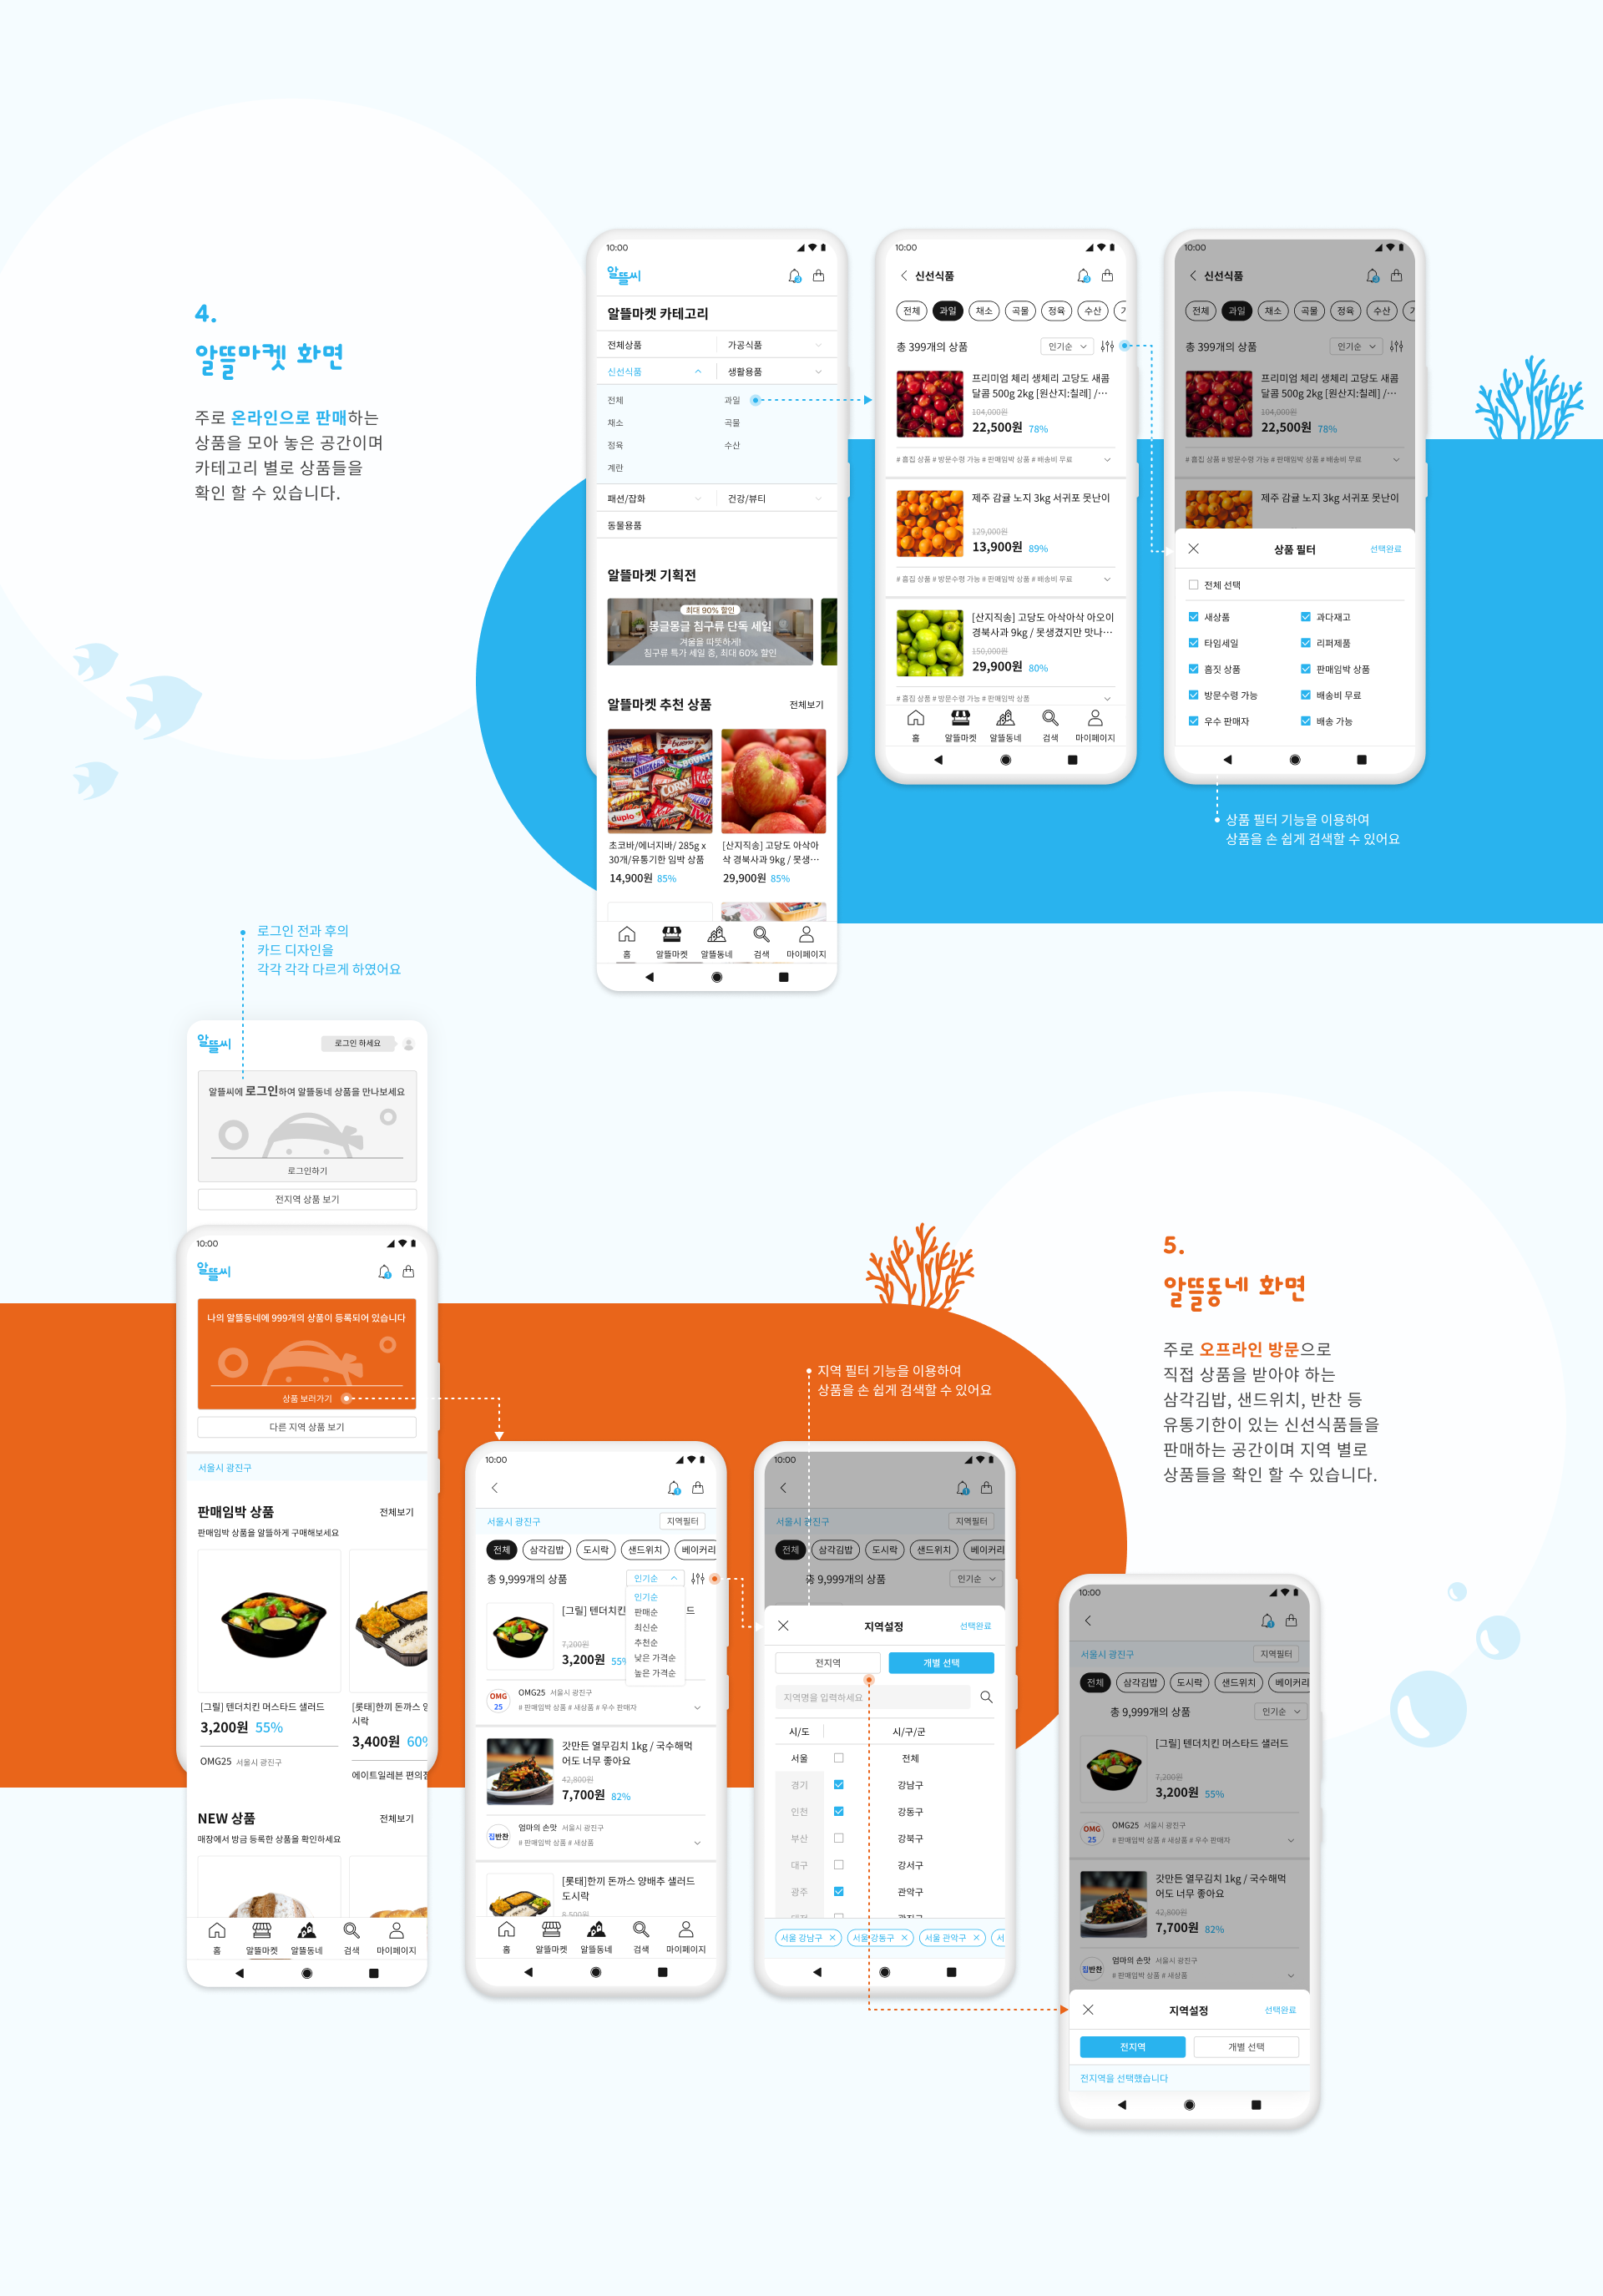 4.
알뜰마켓 화면
주로 온라인으로 판매하는
상품을 모아 놓은 공간이며
카테고리 별로 상품들을
확인 할 수 있습니다.
10:00
알뜰씨
알뜰마켓 카테고리
전체상품 가공식품
신선식품 생활용품
전체 과일
채소 곡물
정육 수산
계란
패션/잡화 건강/뷰티
동물용품
알뜰마켓 기획전
최대 90% 할인
몽글몽글 침구류 단독 세일
겨울을 따뜻하게!
침구류 특가 세일 중, 최대 60% 할인
알뜰마켓 추천 상품 전체보기
초코바/에너지바/ 285g x
30개/유통기한 임박 상품
14,900원 85%
[산지직송] 고당도 아삭아
삭 경북사과 9kg / 못생…
29,900원 85%
홈 알뜰마켓 알뜰동네 검색 마이페이지
10:00
신선식품
전체 과일 채소 곡물 정육 수산
총 399개의 상품 인기순
프리미엄 체리 생체리 고당도 새콤
달콤 500g 2kg [원산지:칠레] /…
104,000원
22,500원 78%
# 흠집 상품 # 방문수령 가능 # 판매임박 상품 # 배송비 무료
제주 감귤 노지 3kg 서귀포 못난이
129,000원
13,900원 89%
# 흠집 상품 # 방문수령 가능 # 판매임박 상품 # 배송비 무료
[산지직송] 고당도 아삭아삭 아오이
경북사과 9kg / 못생겼지만 맛나…
150,000원
29,900원 80%
# 흠집 상품 # 방문수령 가능 # 판매임박 상품
홈 알뜰마켓 알뜰동네 검색 마이페이지
10:00
신선식품
전체 과일 채소 곡물 정육 수산
총 399개의 상품 인기순
프리미엄 체리 생체리 고당도 새콤
달콤 500g 2kg [원산지:칠레] /…
104,000원
22,500원 78%
# 흠집 상품 # 방문수령 가능 # 판매임박 상품 # 배송비 무료
제주 감귤 노지 3kg 서귀포 못난이
상품 필터 선택완료
전체 선택
새상품 과다재고
타임세일 리퍼제품
흠짓 상품 판매임박 상품
방문수령 가능 배송비 무료
우수 판매자 배송 가능
상품 필터 기능을 이용하여
상품을 손 쉽게 검색할 수 있어요
로그인 전과 후의
카드 디자인을
각각 각각 다르게 하였어요
알뜰씨 로그인 하세요
알뜰씨에 로그인하여 알뜰동네 상품을 만나보세요
로그인하기
전지역 상품 보기
10:00
알뜰씨
나의 알뜰동네에 999개의 상품이 등록되어 있습니다
상품 보러가기
다른 지역 상품 보기
서울시 광진구
판매임박 상품 전체보기
판매임박 상품을 알뜰하게 구매해보세요
[그릴] 텐더치킨 머스타드 샐러드
3,200원 55%
OMG25 서울시 광진구
[롯태]한끼 돈까스 양
시락
3,400원 60%
에이트일레븐 편의점
NEW 상품 전체보기
매장에서 방금 등록한 상품을 확인하세요
홈 알뜰마켓 알뜰동네 검색 마이페이지
10:00
서울시 광진구 지역필터
전체 삼각김밥 도시락 샌드위치 베이커리
총 9,999개의 상품 인기순
인기순
판매순
최신순
추천순
낮은 가격순
높은 가격순
[그릴] 텐더치킨 드
7,200원
3,200원 55%
OMG25 서울시 광진구
# 판매임박 상품 # 새상품 # 우수 판매자
갓만든 열무김치 1kg / 국수해먹
어도 너무 좋아요
42,800원
7,700원 82%
집반찬
엄마의 손맛 서울시 광진구
# 판매임박 상품 # 새상품
[롯태]한끼 돈까스 양배추 샐러드
도시락
8,500원
홈 알뜰마켓 알뜰동네 검색 마이페이지
지역 필터 기능을 이용하여
상품을 손 쉽게 검색할 수 있어요
10:00
서울시 광진구 지역필터
전체 삼각김밥 도시락 샌드위치 베이커리
총 9,999개의 상품 인기순
지역설정 선택완료
전지역 개별 선택
지역명을 입력하세요
시/도 시/구/군
서울 전체
경기 강남구
인천 강동구
부산 강북구
대구 강서구
광주 관악구
서울 강남구 서울 강동구 서울 관악구 서
5.
알뜰동네 화면
주로 오프라인 방문으로
직접 상품을 받아야 하는
삼각김밥, 샌드위치, 반찬 등
유통기한이 있는 신선식품들을
판매하는 공간이며 지역 별로
상품들을 확인 할 수 있습니다.
10:00
서울시 광진구 지역필터
전체 삼각김밥 도시락 샌드위치 베이커리
총 9,999개의 상품 인기순
[그릴] 텐더치킨 머스타드 샐러드
7,200원
3,200원 55%
OMG 25
OMG25 서울시 광진구
# 판매임박 상품 # 새상품 # 우수 판매자
갓만든 열무김치 1kg / 국수해먹
어도 너무 좋아요
42,800원
7,700원 82%
집반찬
엄마의 손맛 서울시 광진구
# 판매임박 상품 # 새상품
지역설정 선택완료
전지역 개별 선택
전지역을 선택했습니다